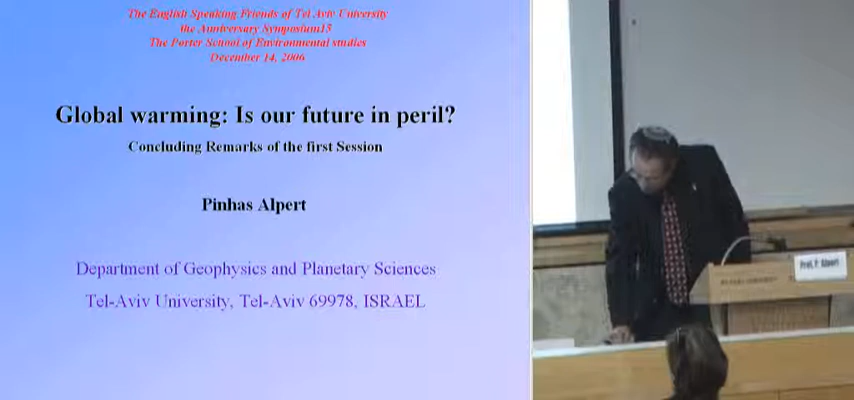 The English Speaking Friends of Tel Aviv University
the Anniversary Symposium15
The Porter School of Environmental studies
December 14, 2006
Global warming: Is our future in peril?
Concluding Remarks of the first Session
Pinhas Alpert
Department of Geophysics and Planetary Sciences
Tel-Aviv University, Tel-Aviv 69978, ISRAEL
Prof. P. Alpert